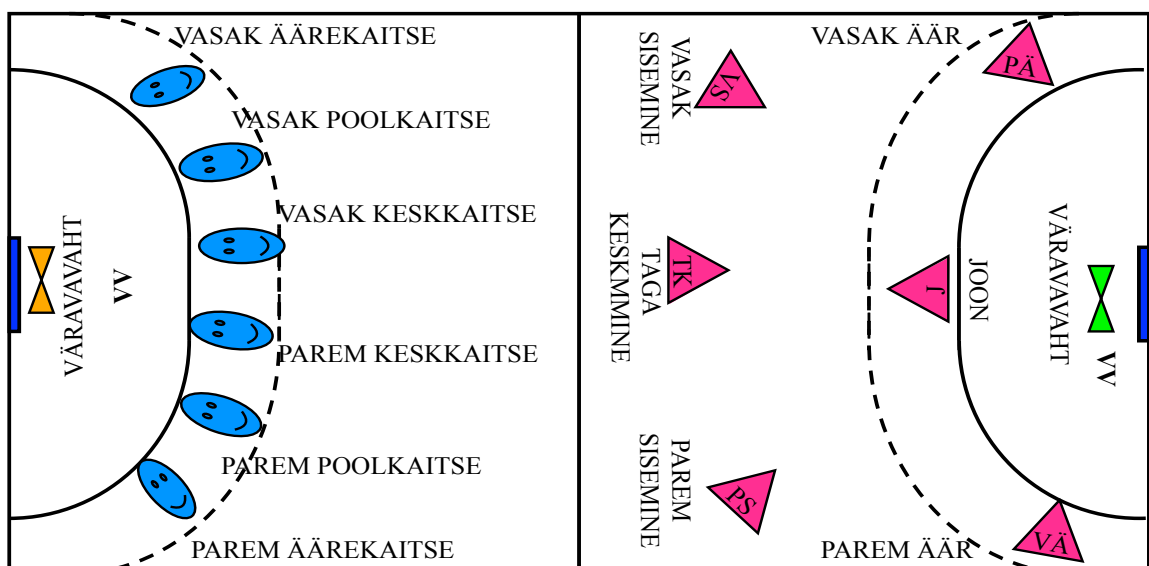 VASAK ÄÄREKAITSE
VASAK POOLKAITSE
VASAK KESKKAITSE
PAREM KESKKAITSE
PAREM POOLKAITSE
PAREM ÄÄREKAITSE
VÄRAVAVAHT
VV
VASAK
SISEMINE
VS
TAGA
KESKMMINE
TK
PAREM
SISEMINE
PS
VASAK ÄÄR
PÄ
J
JOON
PAREM ÄÄR
VÄ
VÄRAVAVAHT
VV